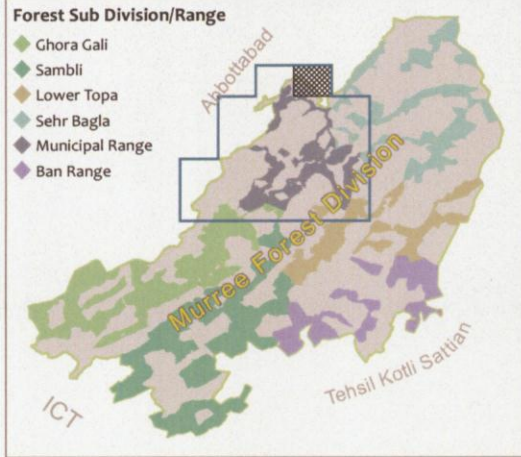 Forest Sub Division/Range
Ghora Gali
Sambli
Lower Topa
Sehr Bagla
Municipal Range
Ban Range
Abbottabad
Murree Forest Division
Tehsil Kotli Sattian
ICT